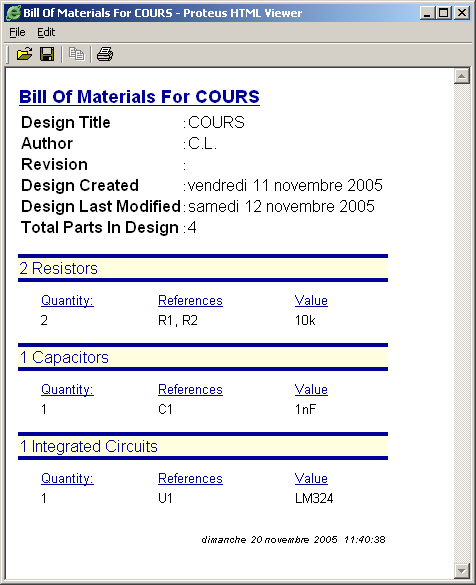 Bill Of Materials For COURS - Proteus HTML Viewer
File Edit
Bill Of Materials For COURS
Design Title :COURS
Author :C.L.
Revision :
Design Created :vendredi 11 novembre 2005
Design Last Modified :samedi 12 novembre 2005
Total Parts In Design :4
2 Resistors
Quantity: References Value
2 R1, R2 10k
1 Capacitors
Quantity: References Value
1 C1 1nF
1 Integrated Circuits
Quantity: References Value
1 U1 LM324
dimanche 20 novembre 2005 11:40:38